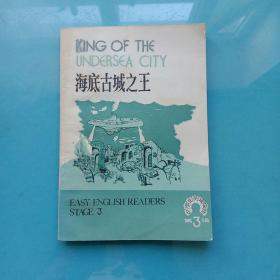 KING OF THE
UNDERSEA CITY
海底古城之王
EASY ENGLISH READERS
STAGE 3
3